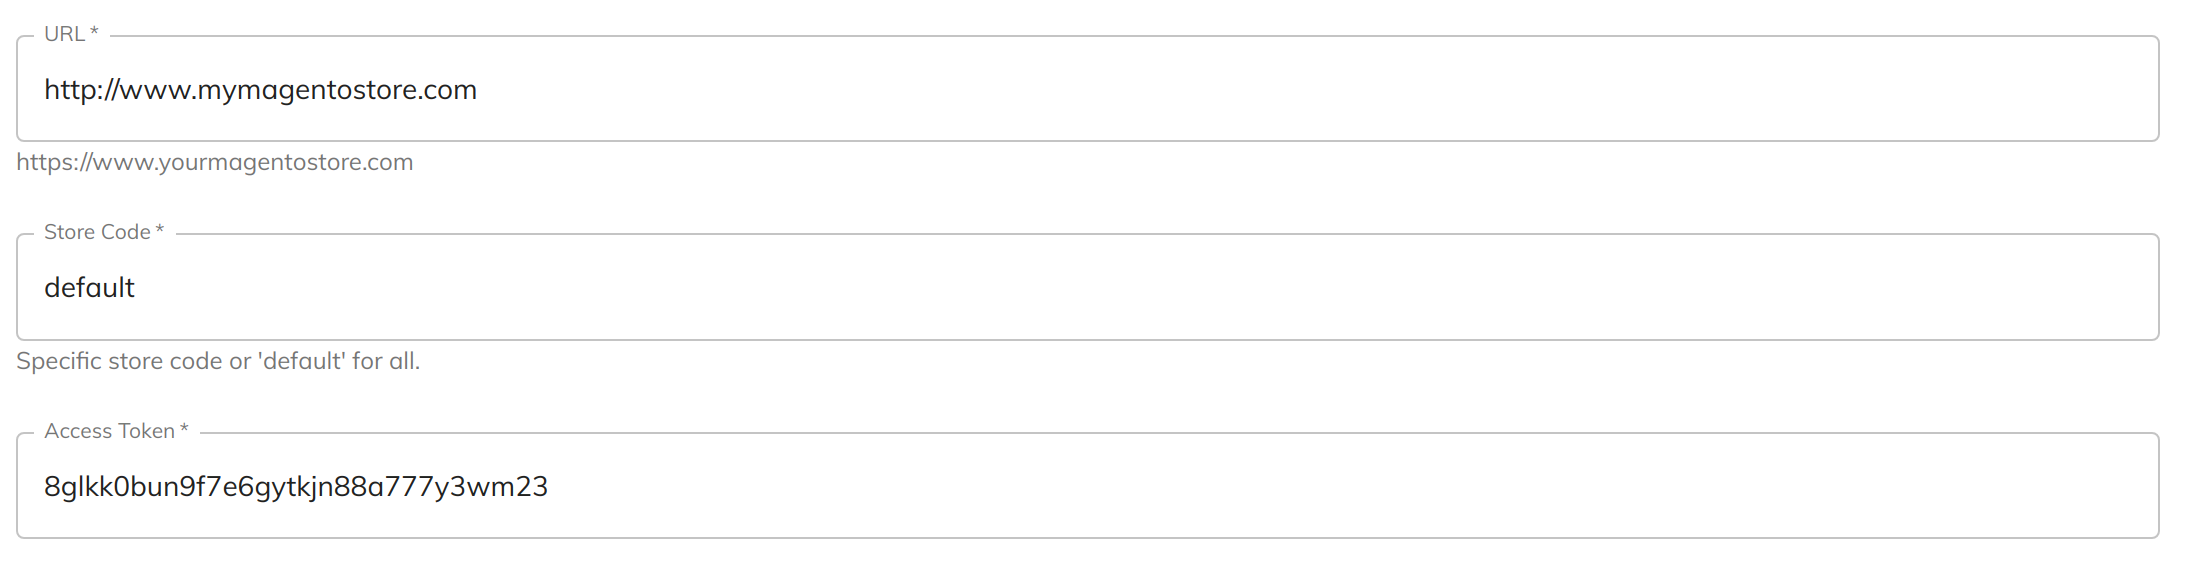 URL *
http://www.mymagentostore.com
https://www.yourmagentostore.com
Store Code *
default
Specific store code or 'default' for all.
Access Token *
8glkk0bun9f7e6gytkjn88a777y3wm23